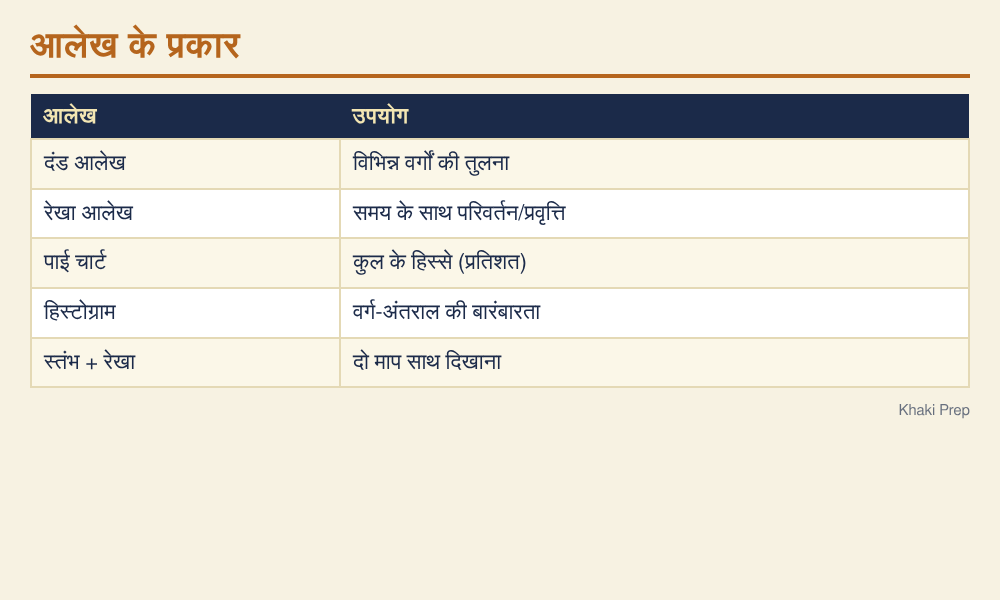 आलेख के प्रकार
आलेख उपयोग
दंड आलेख विभिन्न वर्गों की तुलना
रेखा आलेख समय के साथ परिवर्तन/प्रवृत्ति
पाई चार्ट कुल के हिस्से (प्रतिशत)
हिस्टोग्राम वर्ग-अंतराल की बारंबारता
स्तंभ + रेखा दो माप साथ दिखाना
Khaki Prep